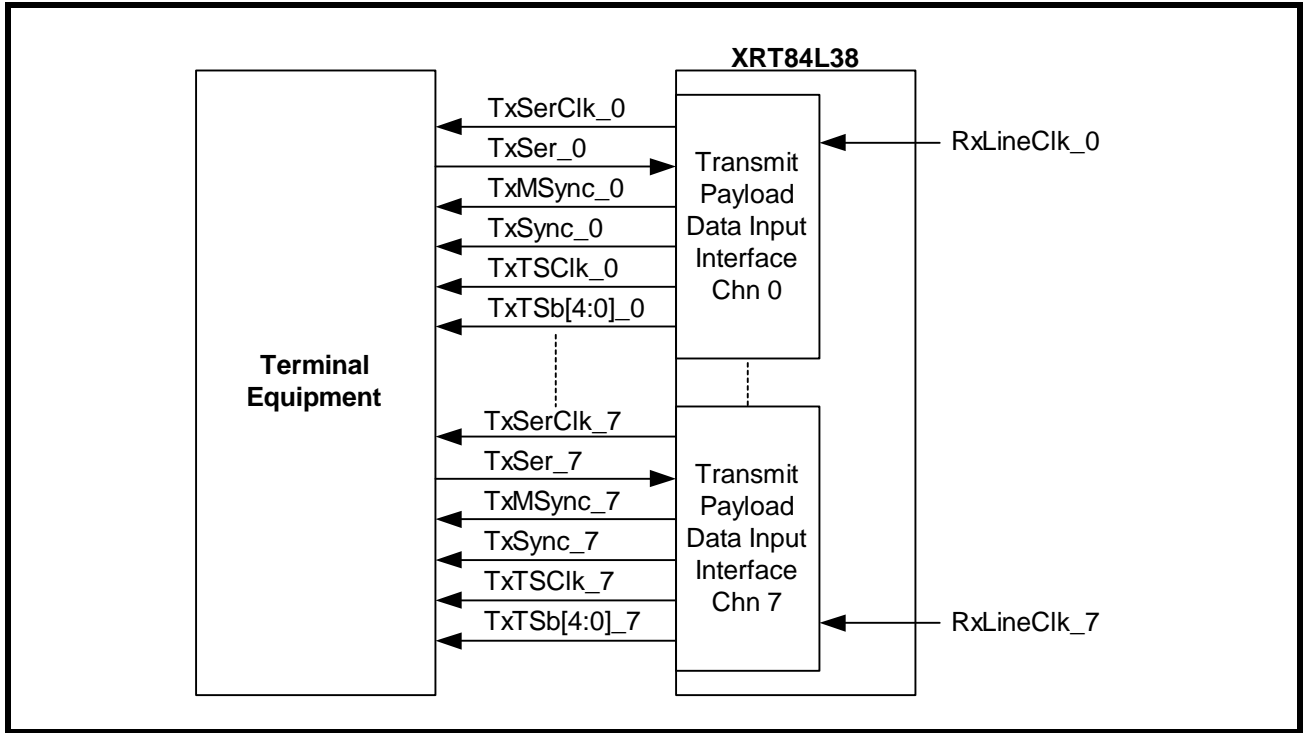 XRT84L38
Terminal
Equipment
TxSerClk_0
TxSer_0
TxMSync_0
TxSync_0
TxTSClk_0
TxTSb[4:0]_0
Transmit
Payload
Data Input
Interface
Chn 0
RxLineClk_0
TxSerClk_7
TxSer_7
TxMSync_7
TxSync_7
TxTSClk_7
TxTSb[4:0]_7
Transmit
Payload
Data Input
Interface
Chn 7
RxLineClk_7